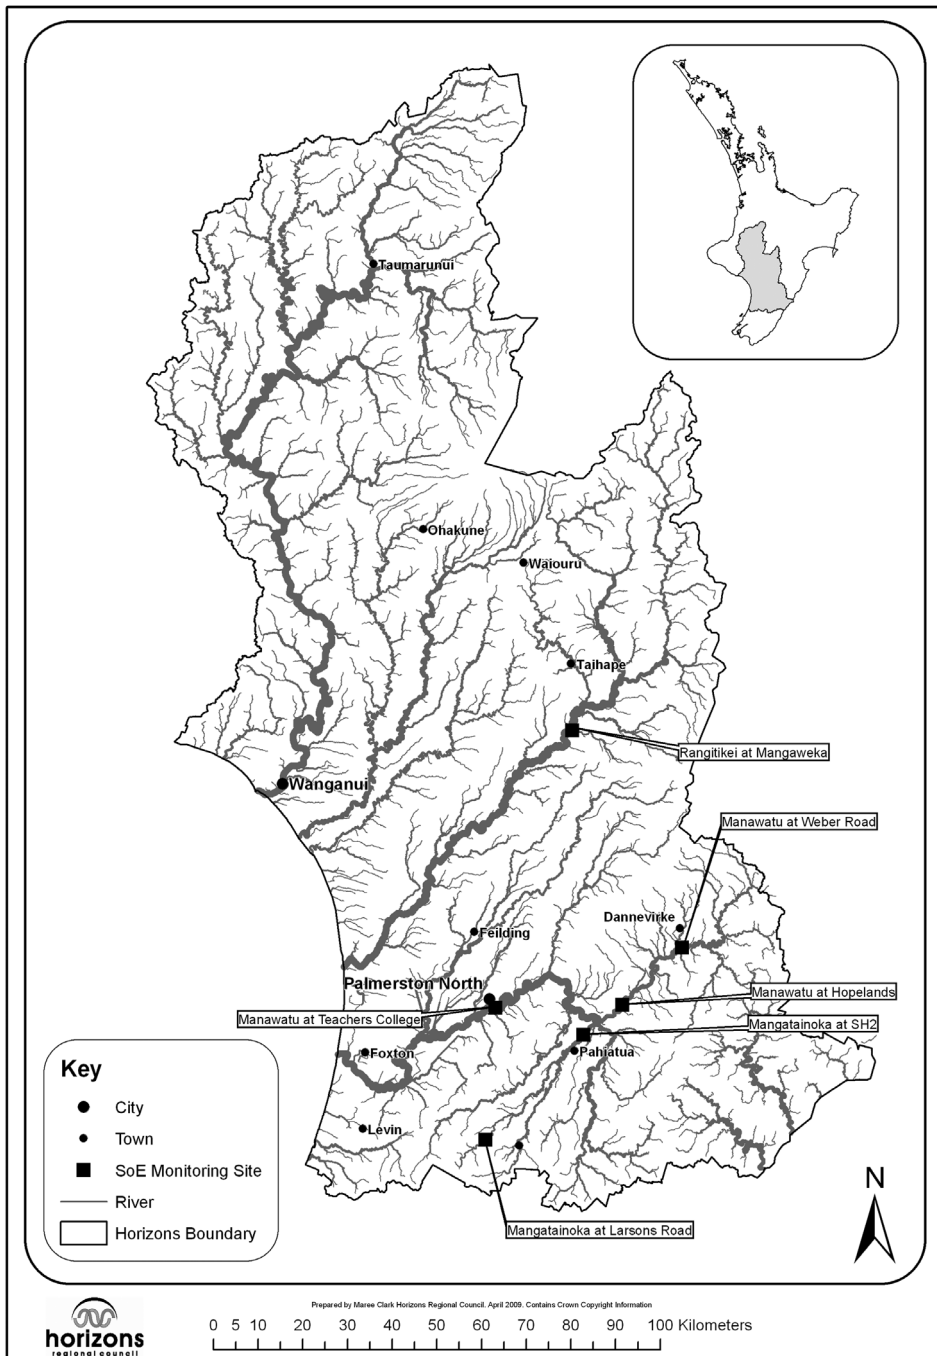 Taumarunui
Ohakune
Waiouru
Taihape
Rangitikei at Mangaweka
Wanganui
Manawatu at Weber Road
Dannevirke
Feilding
Palmerston North
Manawatu at Hopelands
Manawatu at Teachers College
Mangatainoka at SH2
Foxton
Pahiatua
Levin
Mangatainoka at Larsons Road
Key
City
Town
SoE Monitoring Site
River
Horizons Boundary
N
Prepared by Maree Clark Horizons Regional Council. April 2009. Contains Crown Copyright Information
horizons
regional council
0 5 10 20 30 40 50 60 70 80 90 100 Kilometers